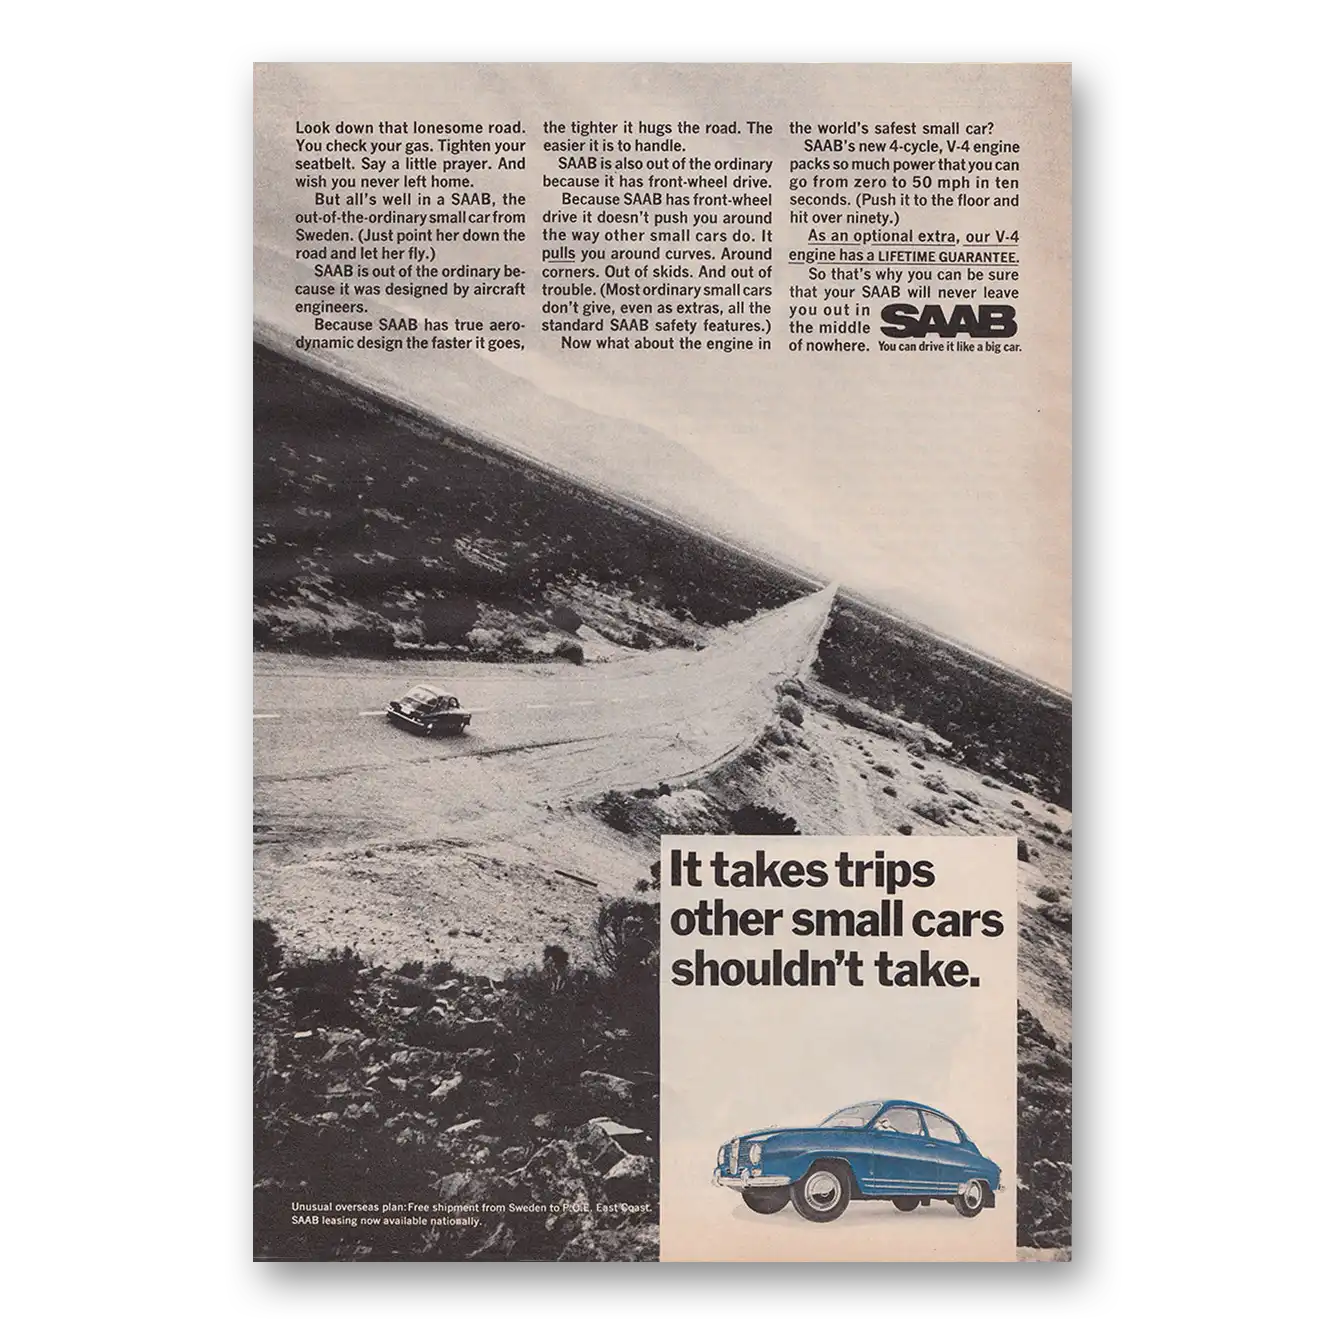 Look down that lonesome road.
You check your gas. Tighten your
seatbelt. Say a little prayer. And
wish you never left home.
But all's well in a SAAB, the
out-of-the-ordinary small car from
Sweden. (Just point her down the
road and let her fly.)
SAAB is out of the ordinary be-
cause it was designed by aircraft
engineers.
Because SAAB has true aero-
dynamic design the faster it goes,
the tighter it hugs the road. The
easier it is to handle.
SAAB is also out of the ordinary
because it has front-wheel drive.
Because SAAB has front-wheel
drive it doesn't push you around
the way other small cars do. It
pulls you around curves. Around
corners. Out of skids. And out of
trouble. (Most ordinary small cars
don't give, even as extras, all the
standard SAAB safety features.)
Now what about the engine in
the world's safest small car?
SAAB's new 4-cycle, V-4 engine
packs so much power that you can
go from zero to 50 mph in ten
seconds. (Push it to the floor and
hit over ninety.)
As an optional extra, our V-4
engine has a LIFETIME GUARANTEE.
So that's why you can be sure
that your SAAB will never leave
you out in
the middle
of nowhere.
SAAB
You can drive it like a big car.
It takes trips
other small cars
shouldn't take.
Unusual overseas plan: Free shipment from Sweden to P.O.E. East Coast.
SAAB leasing now available nationally.